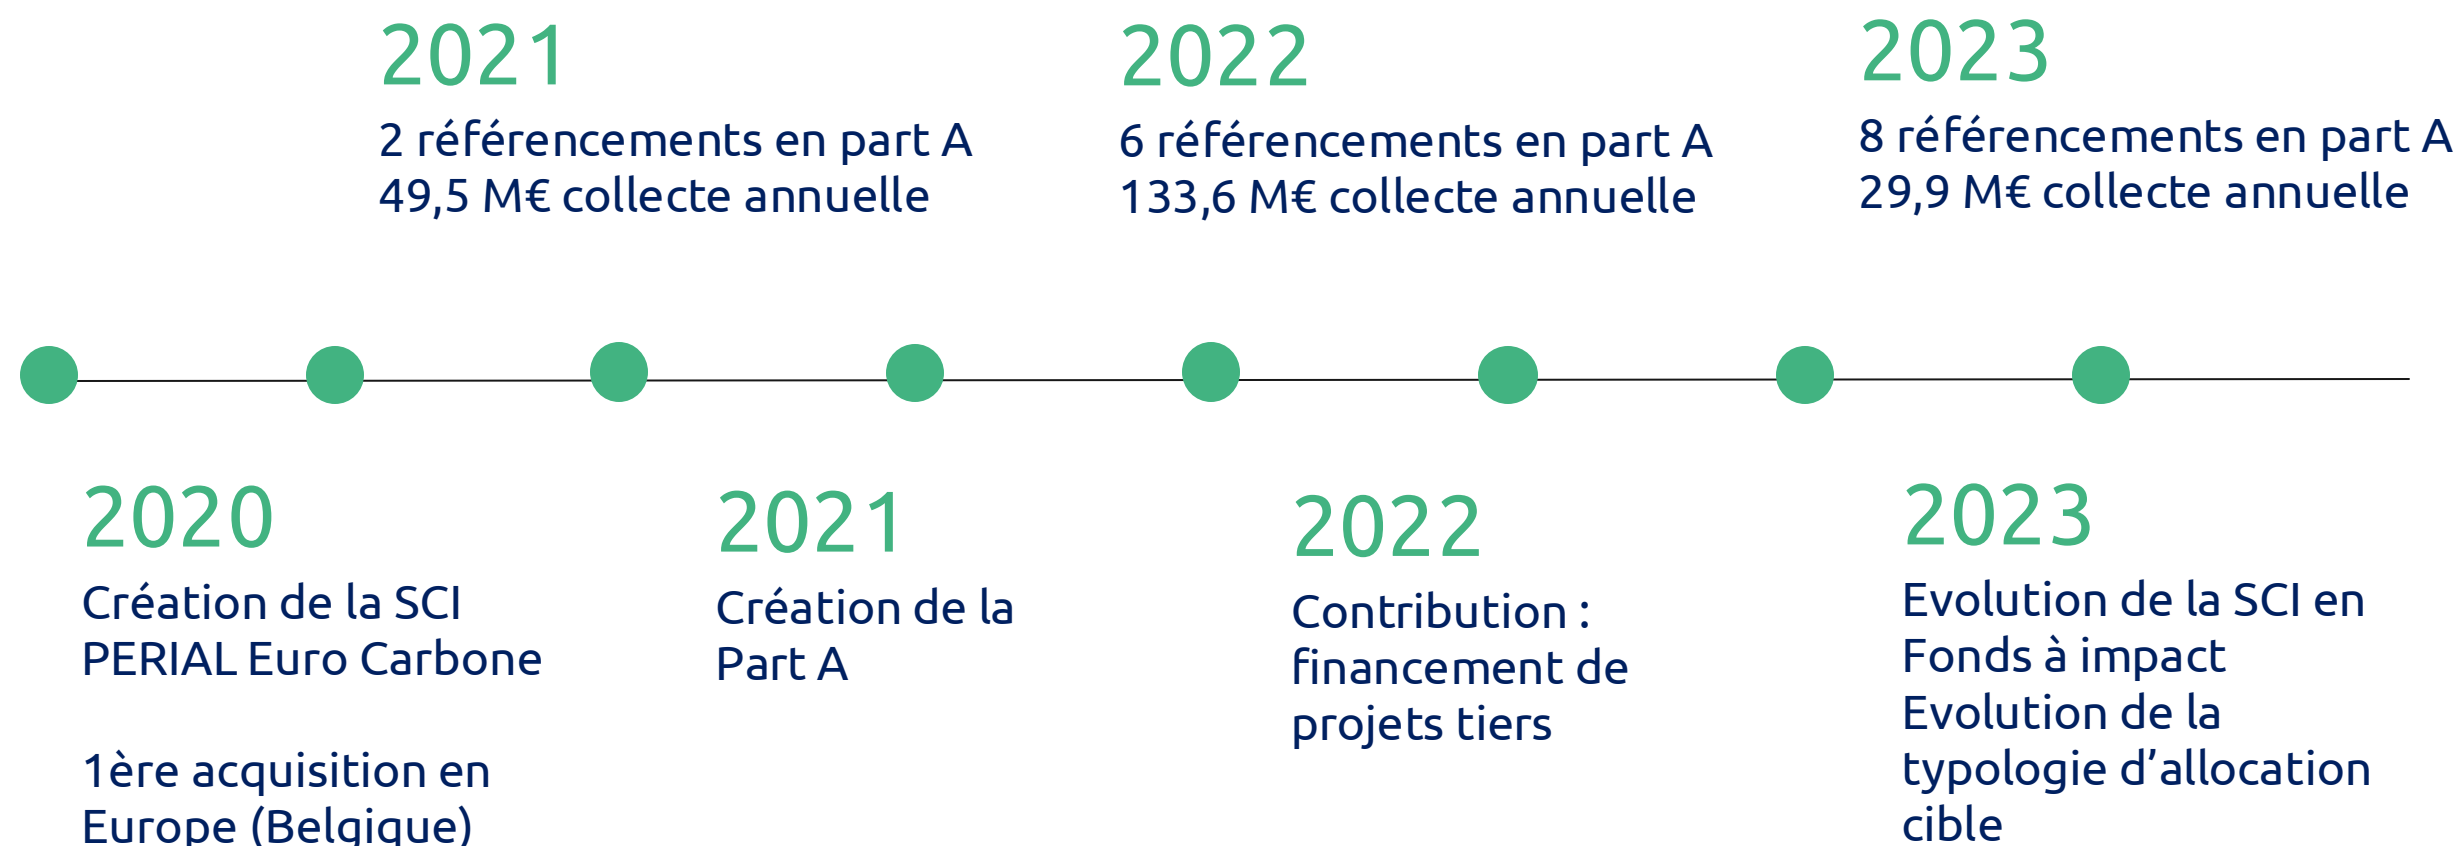 2021
2 référencements en part A
49,5 M€ collecte annuelle
2022
6 référencements en part A
133,6 M€ collecte annuelle
2023
8 référencements en part A
29,9 M€ collecte annuelle
2020
Création de la SCI
PERIAL Euro Carbone
1ère acquisition en
Europe (Belgique)
2021
Création de la
Part A
2022
Contribution :
financement de
projets tiers
2023
Evolution de la SCI en
Fonds à impact
Evolution de la
typologie d’allocation
cible